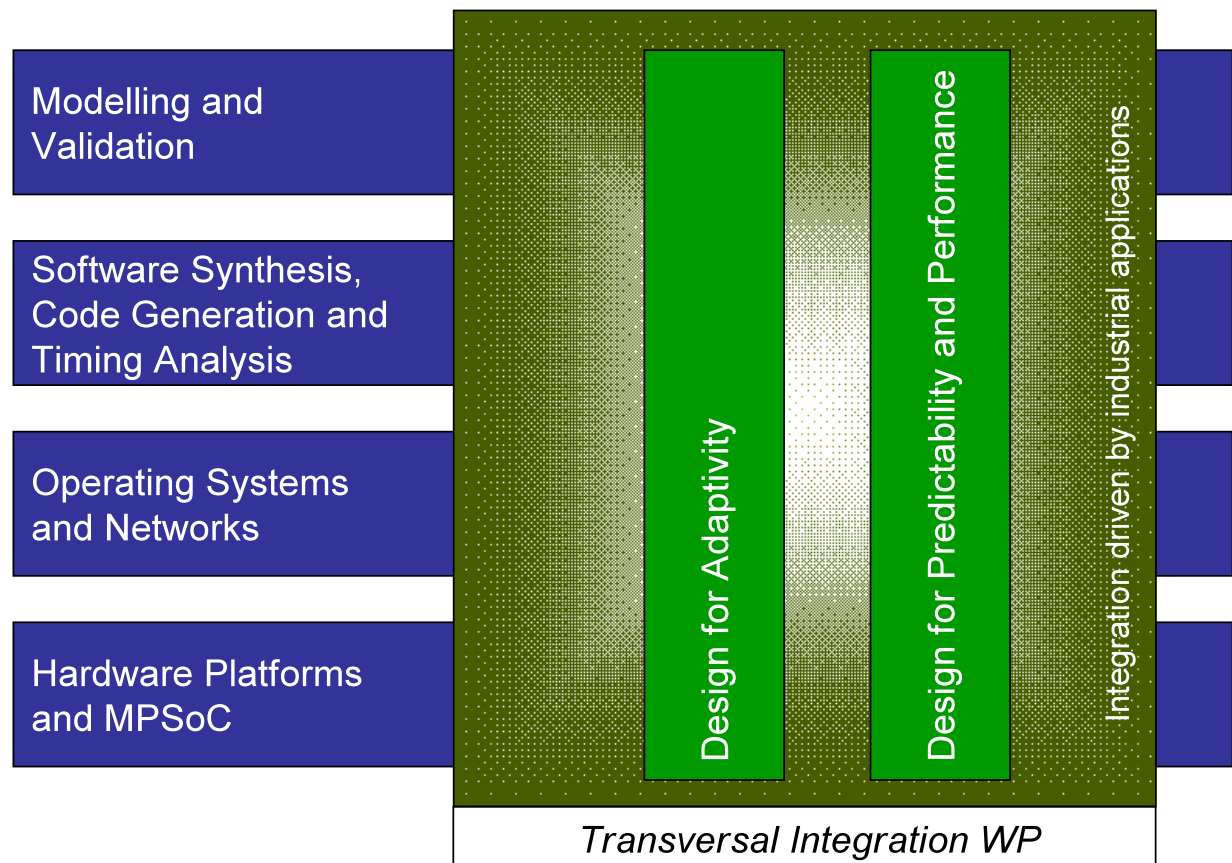 Modelling and
Validation
Software Synthesis,
Code Generation and
Timing Analysis
Operating Systems
and Networks
Hardware Platforms
and MPSoC
Design for Adaptivity
Design for Predictability and Performance
Integration driven by industrial applications
Transversal Integration WP